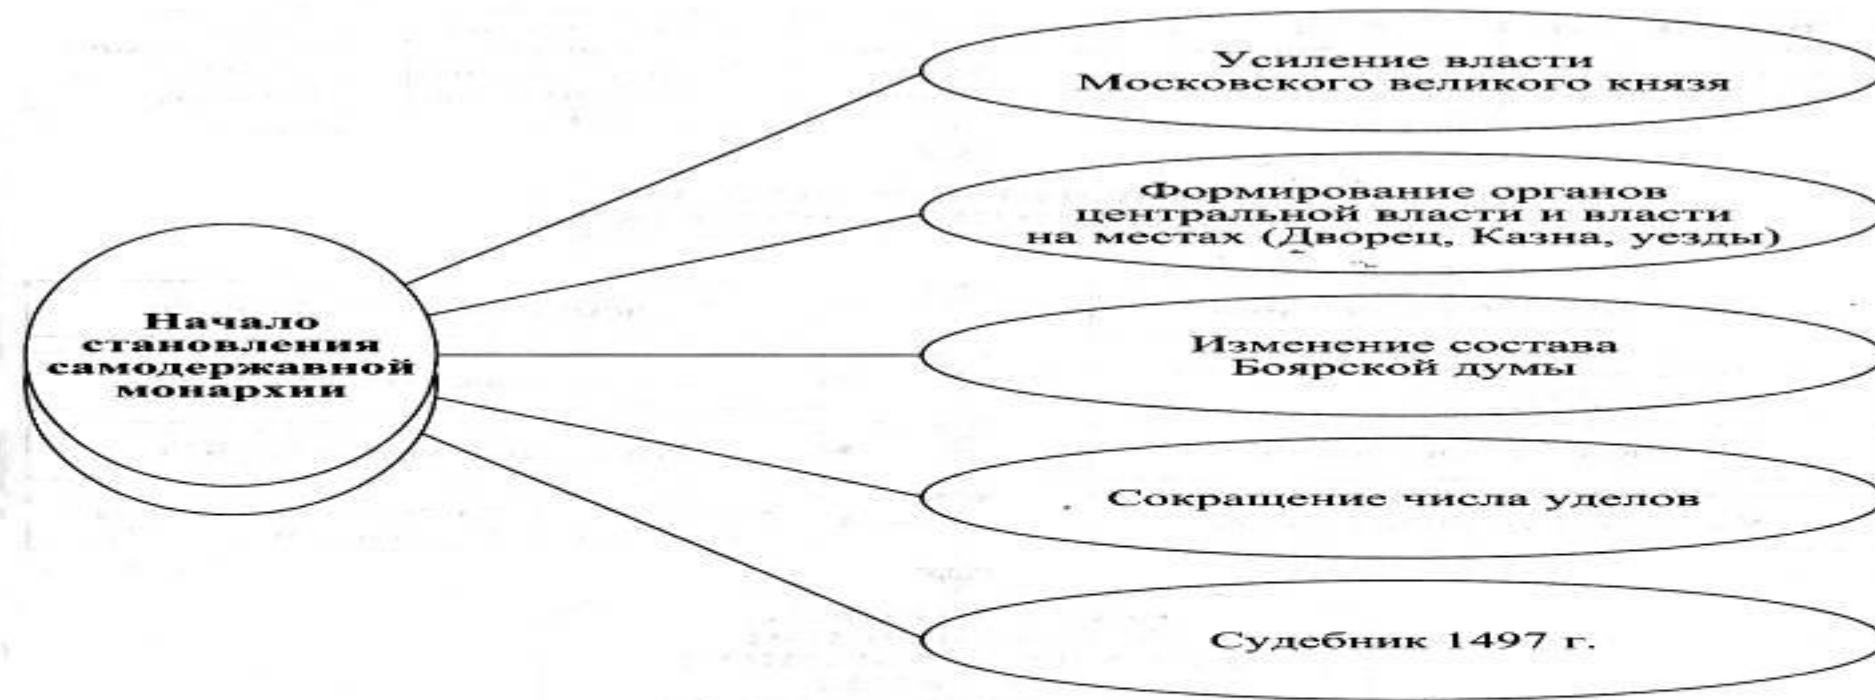 Начало
становления
самодержавной
монархии
Усиление власти
Московского великого князя
Формирование органов
центральной власти и власти
на местах (Дворец, Казна, уезды)
Изменение состава
Боярской думы
Сокращение числа уделов
Судебник 1497 г.